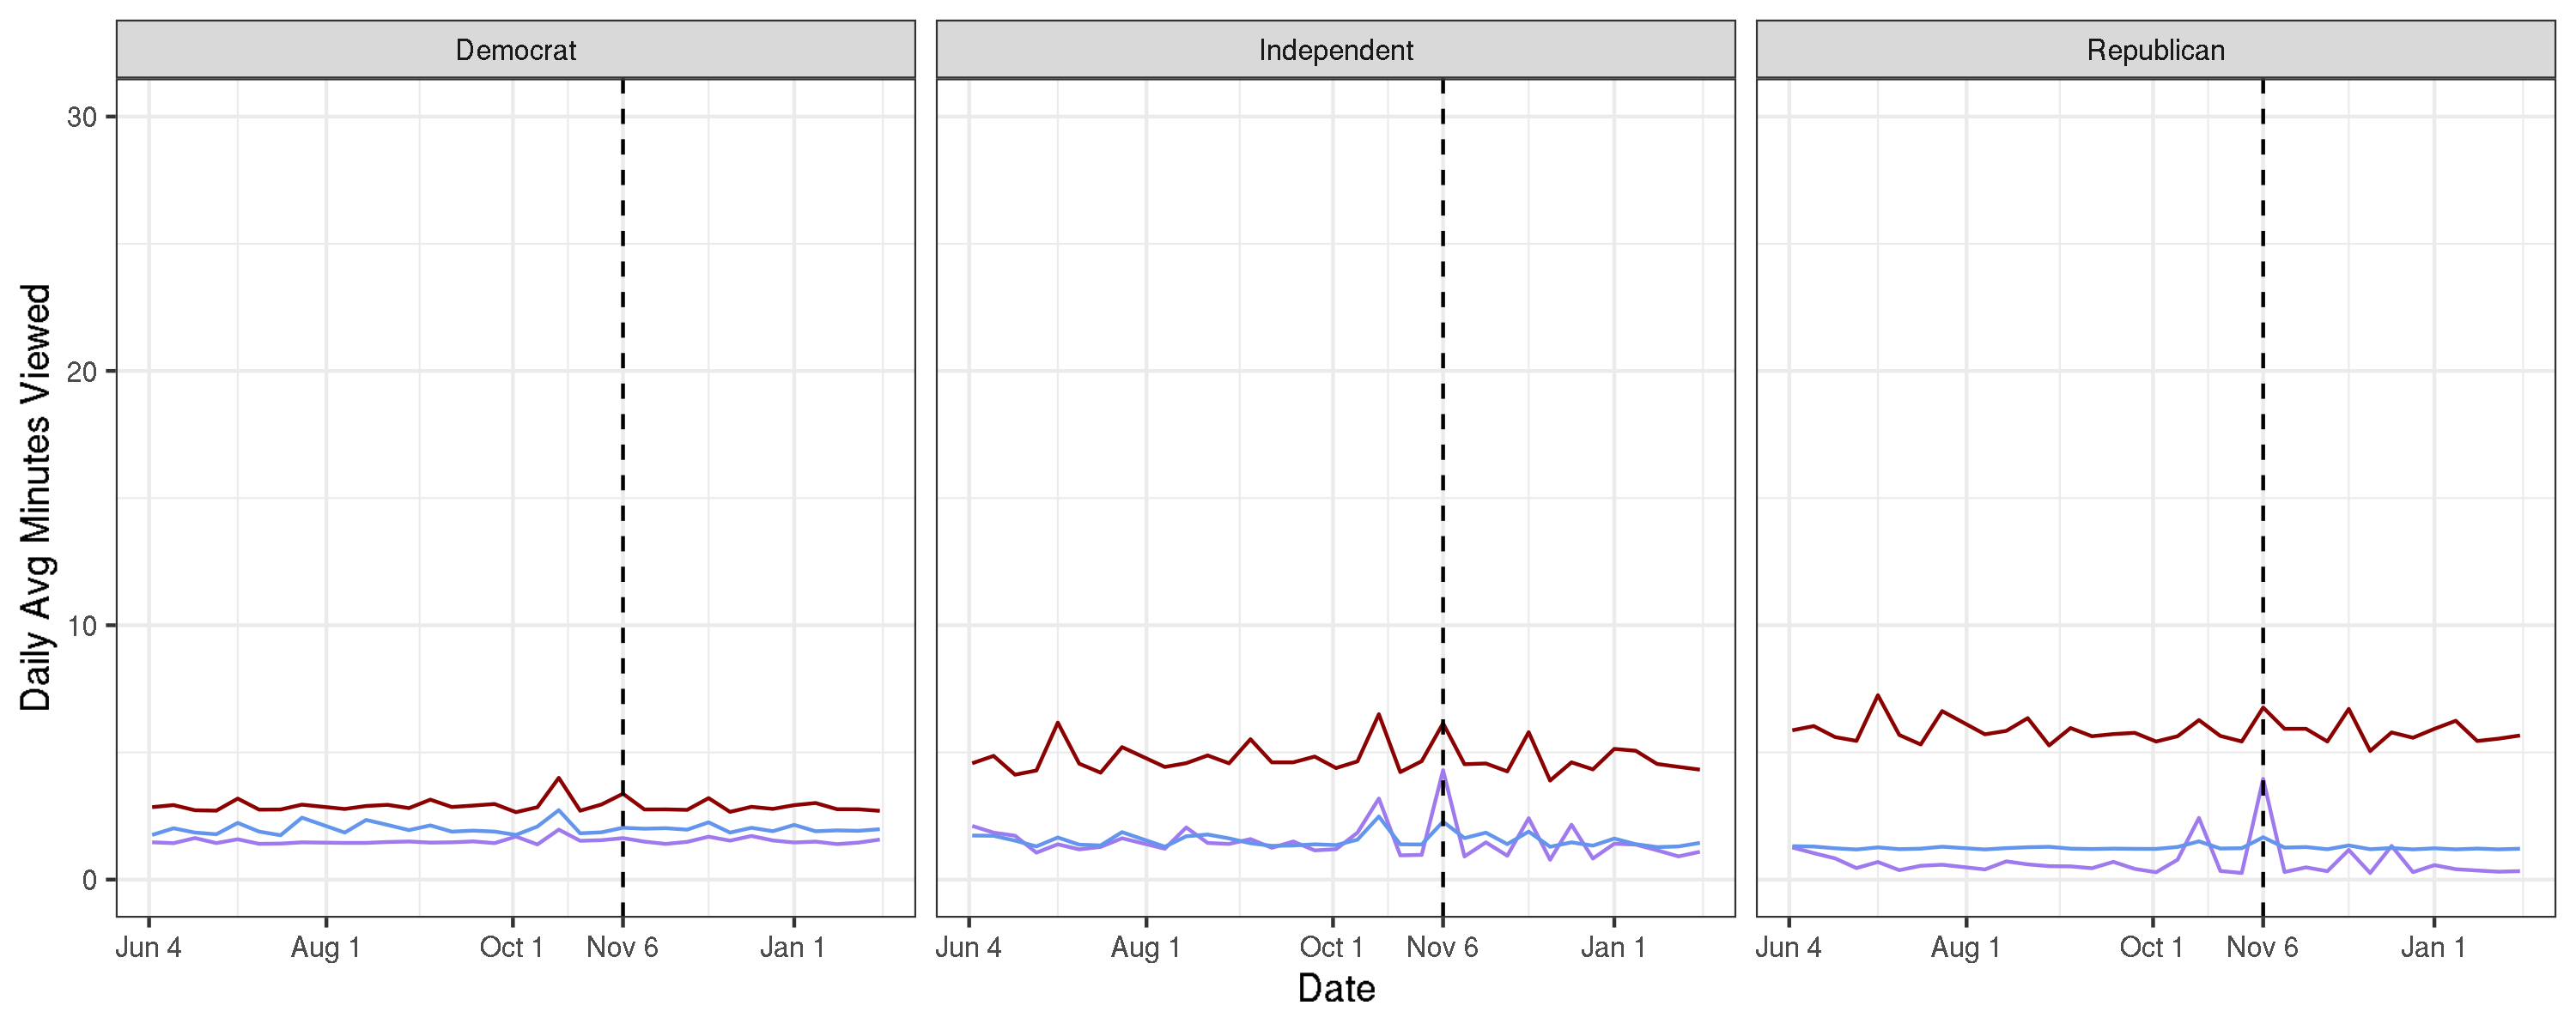 Democrat Independent Republican
Daily Avg Minutes Viewed
30
20
10
0
Jun 4 Aug 1 Oct 1 Nov 6 Jan 1 Jun 4 Aug 1 Oct 1 Nov 6 Jan 1 Jun 4 Aug 1 Oct 1 Nov 6 Jan 1
Date